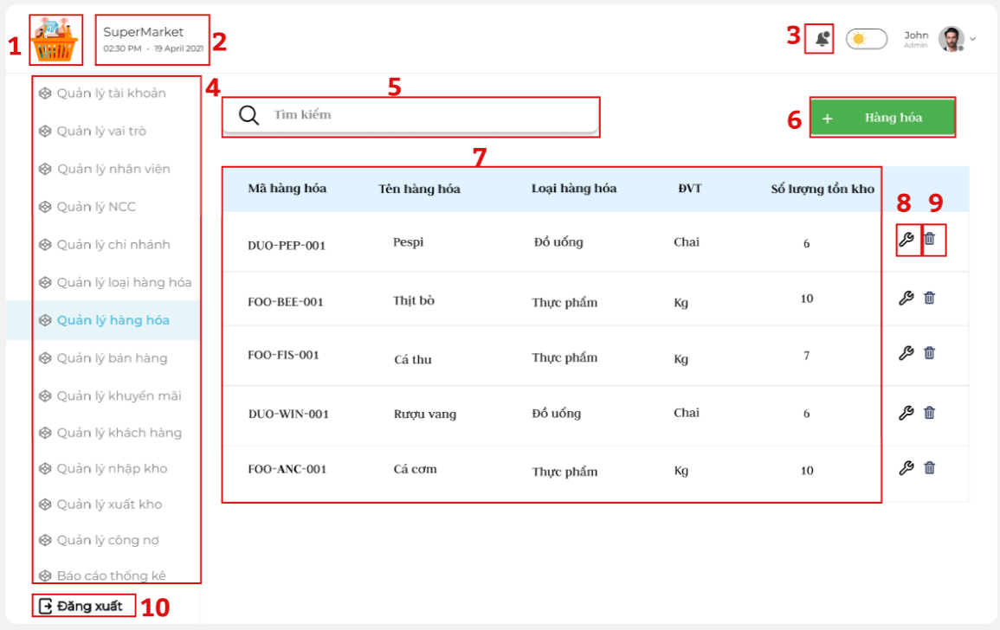 1
SuperMarket
02:30 PM - 19 April 2021
2
3
John
Admin
4
Quản lý tài khoản
Quản lý vai trò
Quản lý nhân viên
Quản lý NCC
Quản lý chi nhánh
Quản lý loại hàng hóa
Quản lý hàng hóa
Quản lý bán hàng
Quản lý khuyến mãi
Quản lý khách hàng
Quản lý nhập kho
Quản lý xuất kho
Quản lý công nợ
Báo cáo thống kê
Đăng xuất
10
5
Tìm kiếm
6
+ Hàng hóa
7
8 9
Mã hàng hóa Tên hàng hóa Loại hàng hóa ĐVT Số lượng tồn kho
DUO-PEP-001 Pespi Đồ uống Chai 6
FOO-BEE-001 Thịt bò Thực phẩm Kg 10
FOO-FIS-001 Cá thu Thực phẩm Kg 7
DUO-WIN-001 Rượu vang Đồ uống Chai 6
FOO-ANC-001 Cá cơm Thực phẩm Kg 10